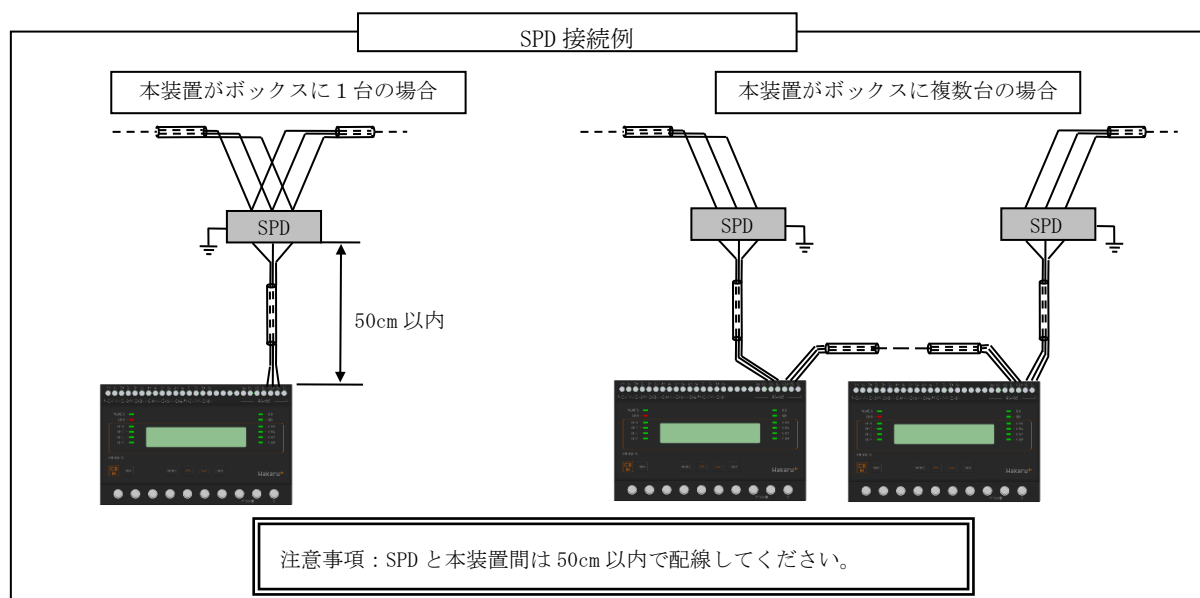 SPD 接続例
本装置がボックスに１台の場合
本装置がボックスに複数台の場合
SPD
SPD
SPD
50cm 以内
Hakaru+
Hakaru+
Hakaru+
注意事項：SPD と本装置間は 50cm 以内で配線してください。